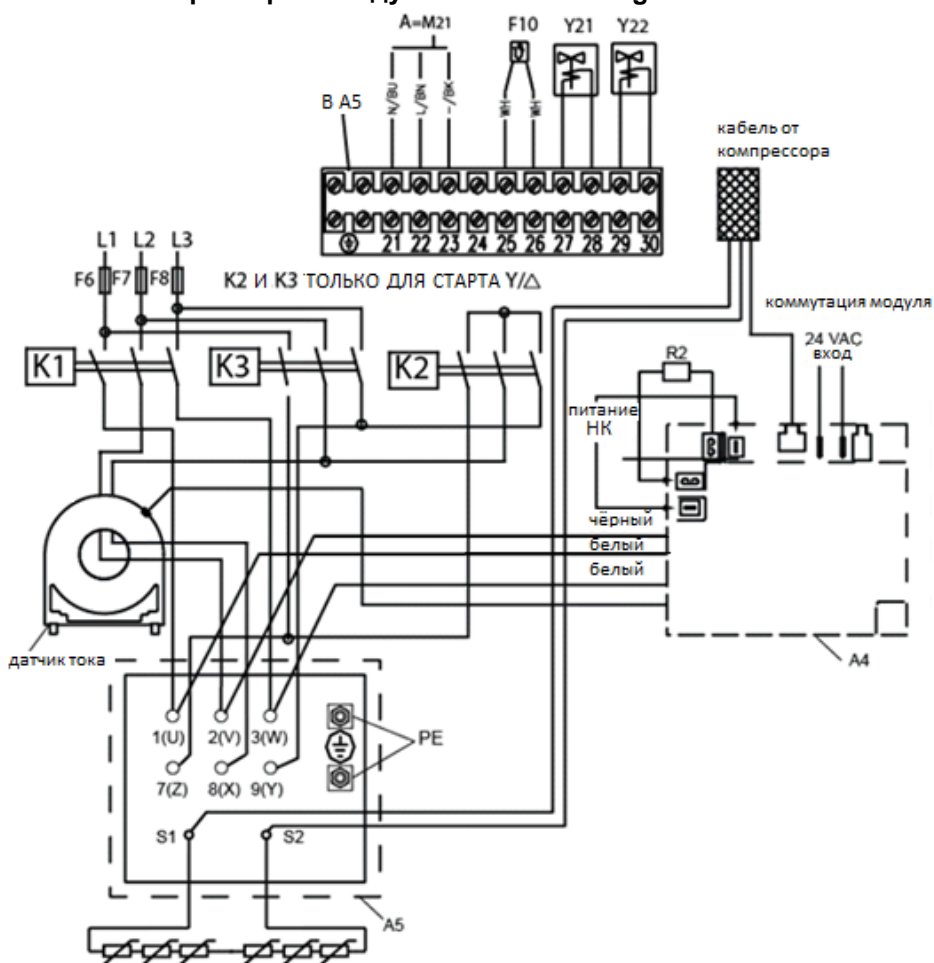 A=M21 F10 Y21 Y22
N/BU L/BN -/BK WH WH
В А5
кабель от
компрессора
21 22 23 24 25 26 27 28 29 30
L1 L2 L3
F6 F7 F8
K2 И K3 ТОЛЬКО ДЛЯ СТАРТА Y/△
коммутация модуля
24 VAC
вход
K1 K3 K2
R2
питание
НК
чёрный
белый
белый
датчик тока
A4
1(U) 2(V) 3(W)
PE
7(Z) 8(X) 9(Y)
S1 S2
A5